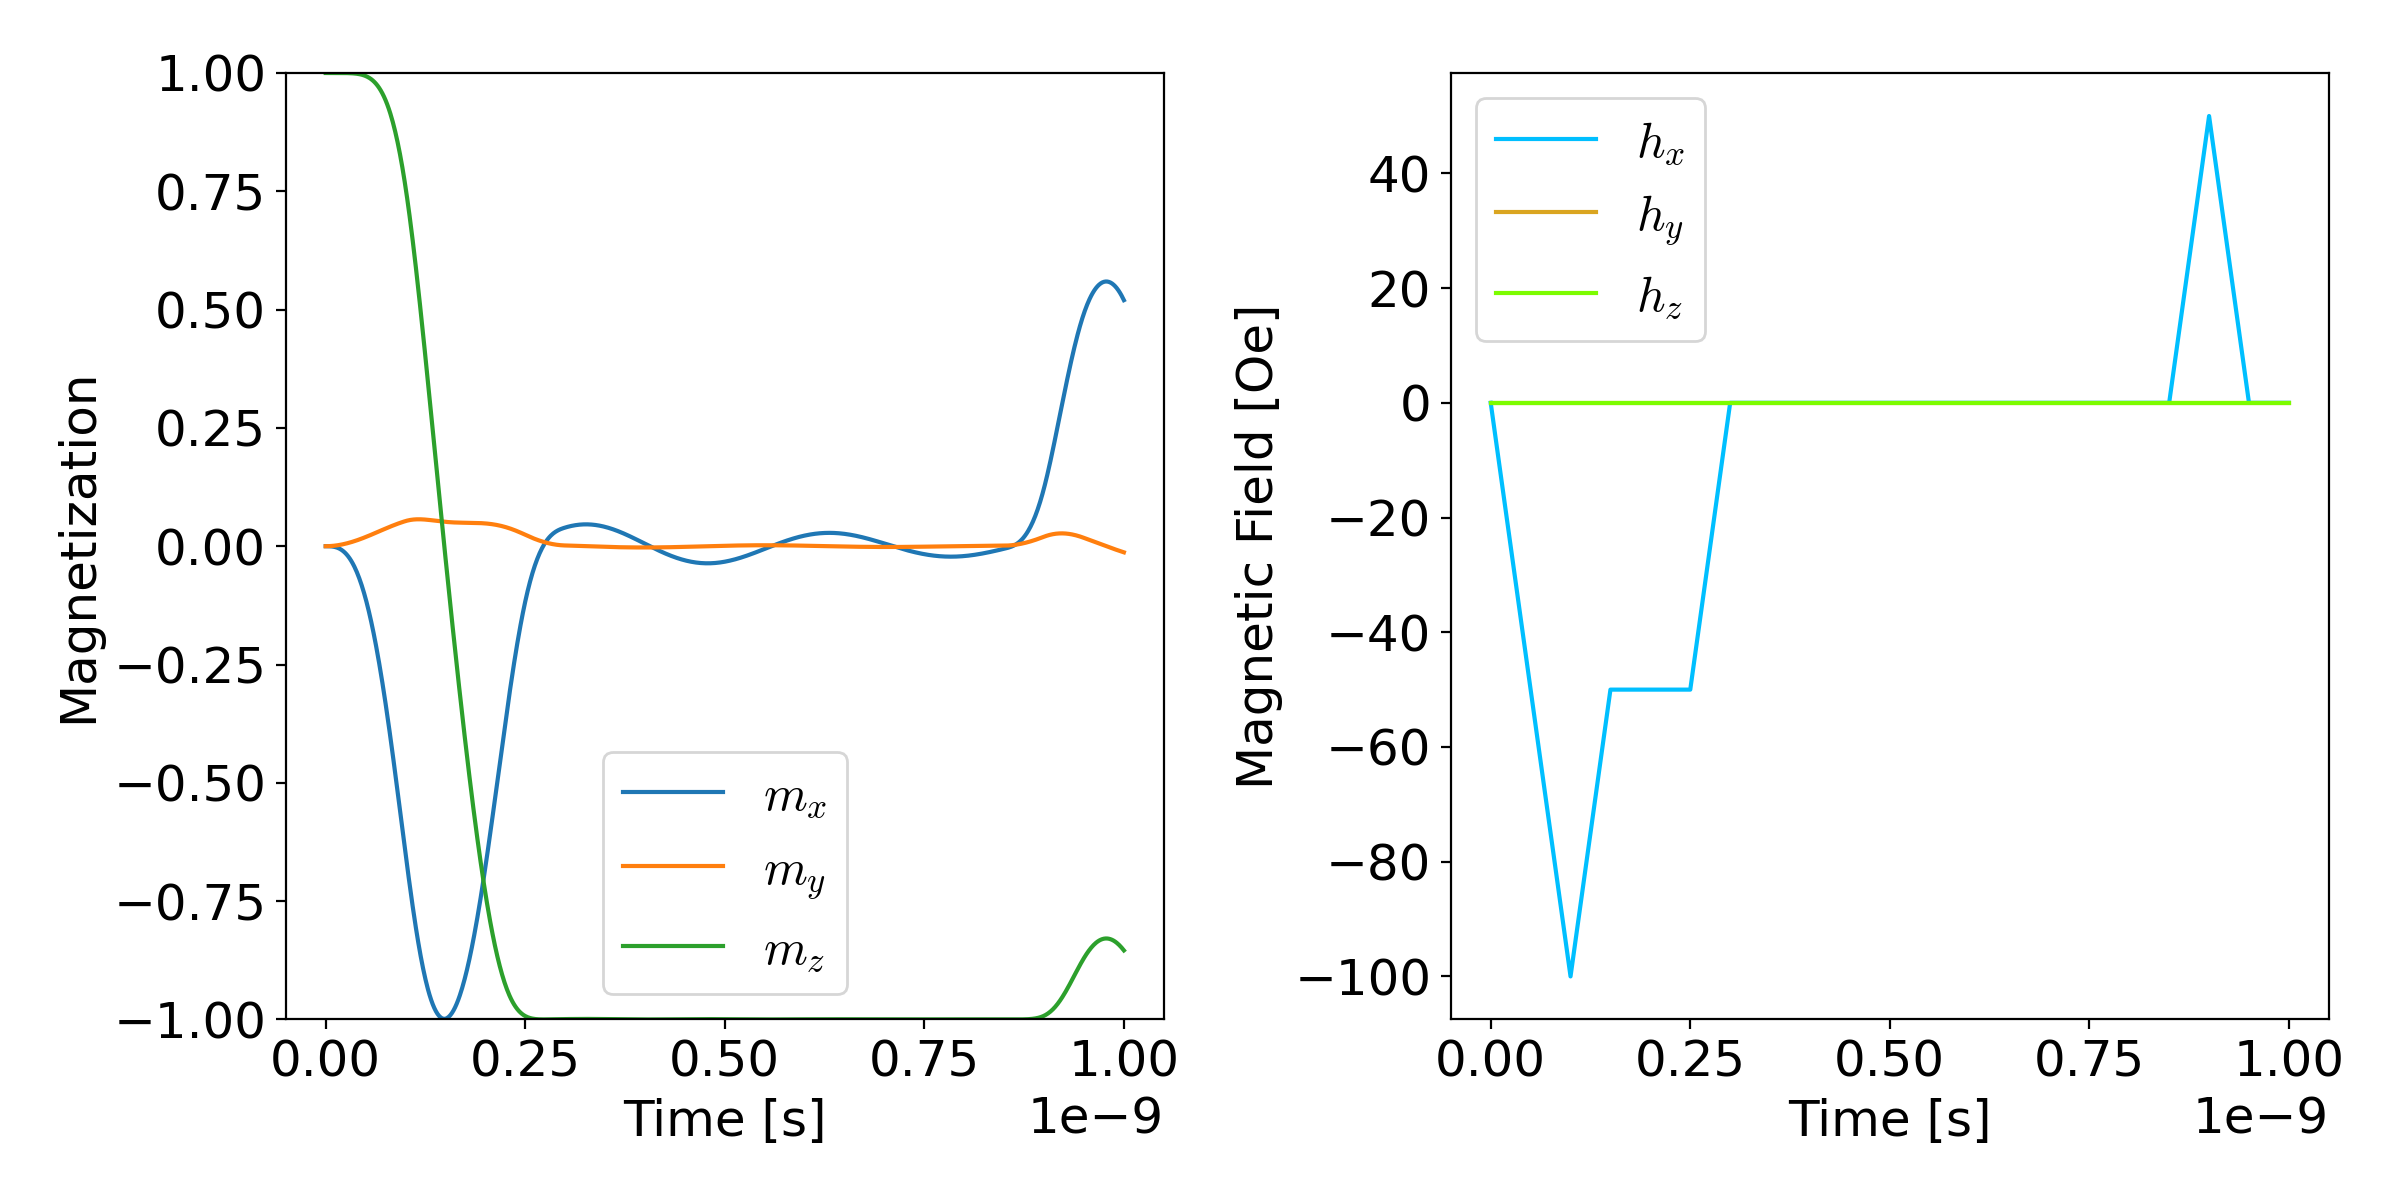 1.00
0.75
0.50
0.25
0.00
−0.25
−0.50
−0.75
−1.00
Magnetization
m_x
m_y
m_z
0.00 0.25 0.50 0.75 1.00
Time [s]
1e−9
40
20
0
−20
−40
−60
−80
−100
Magnetic Field [Oe]
h_x
h_y
h_z
0.00 0.25 0.50 0.75 1.00
Time [s]
1e−9